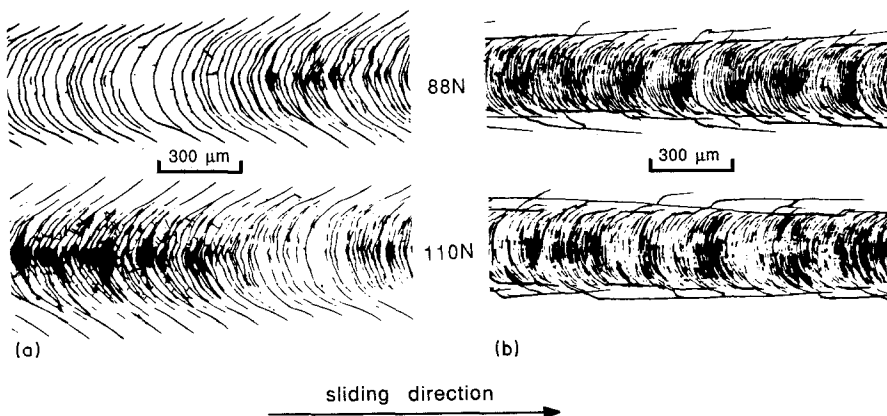 88N
300 μm
300 μm
110N
(a)
(b)
sliding direction